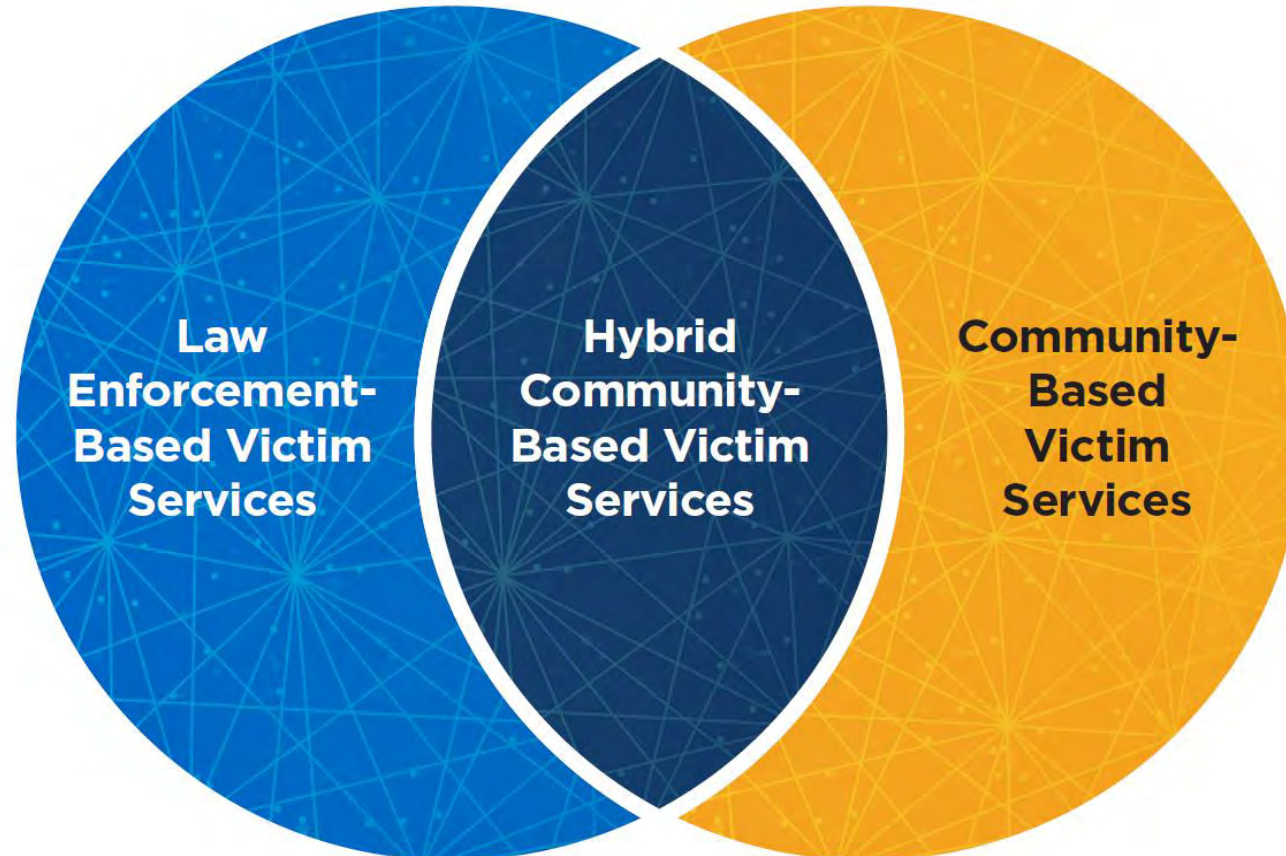 Law
Enforcement-
Based Victim
Services
Hybrid
Community-
Based Victim
Services
Community-
Based
Victim
Services